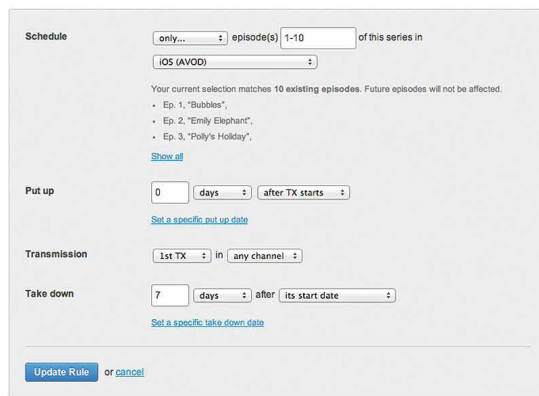 Schedule only... episode(s) 1-10 of this series in
iOS (AVOD)
Your current selection matches 10 existing episodes. Future episodes will not be affected.
• Ep. 1, "Bubbles",
• Ep. 2, "Emily Elephant",
• Ep. 3, "Polly's Holiday",
Show all
Put up 0 days after TX starts
Set a specific put up date
Transmission 1st TX in any channel
Take down 7 days after its start date
Set a specific take down date
Update Rule or cancel